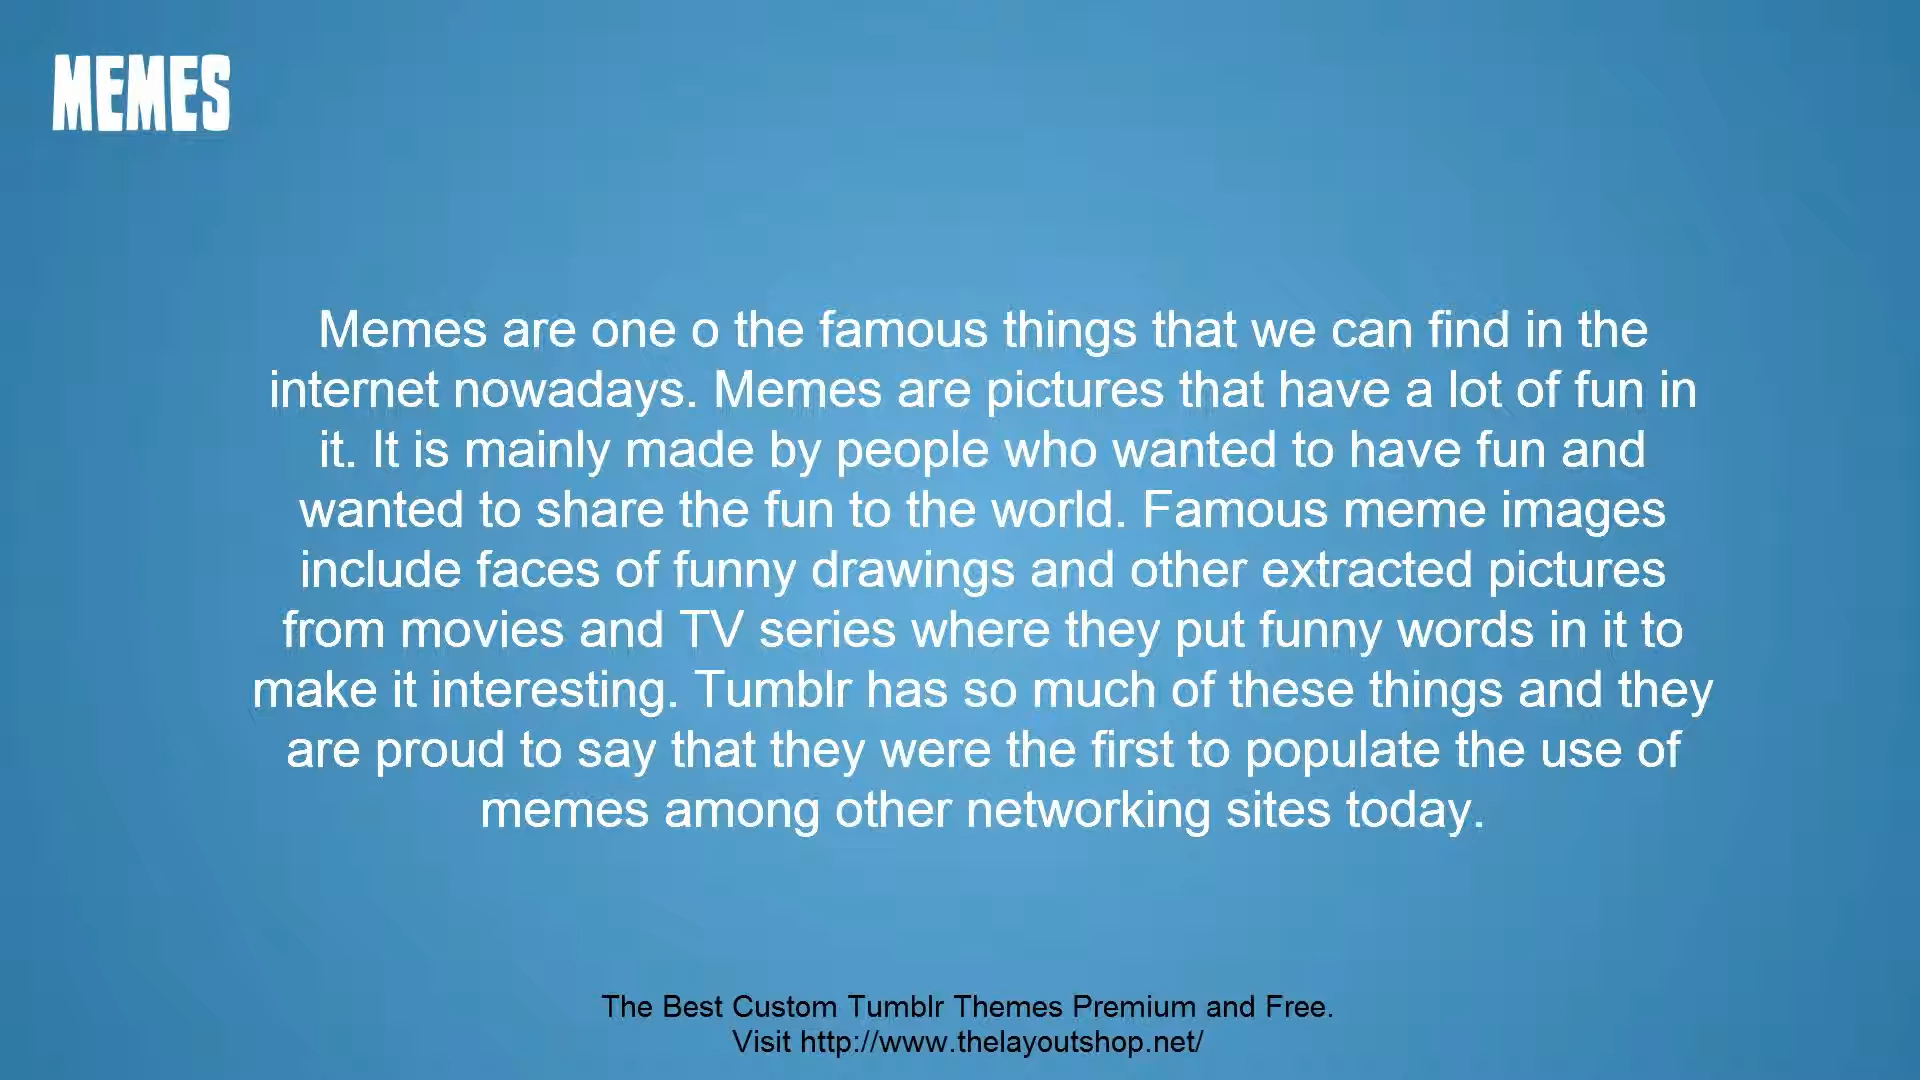 MEMES
Memes are one o the famous things that we can find in the
internet nowadays. Memes are pictures that have a lot of fun in
it. It is mainly made by people who wanted to have fun and
wanted to share the fun to the world. Famous meme images
include faces of funny drawings and other extracted pictures
from movies and TV series where they put funny words in it to
make it interesting. Tumblr has so much of these things and they
are proud to say that they were the first to populate the use of
memes among other networking sites today.
The Best Custom Tumblr Themes Premium and Free.
Visit http://www.thelayoutshop.net/